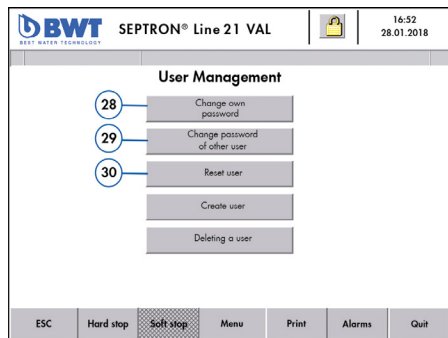 BWT
BEST WATER TECHNOLOGY
SEPTRON® Line 21 VAL
16:52
28.01.2018
User Management
28
Change own
password
29
Change password
of other user
30
Reset user
Create user
Deleting a user
ESC Hard stop Soft stop Menu Print Alarms Quit